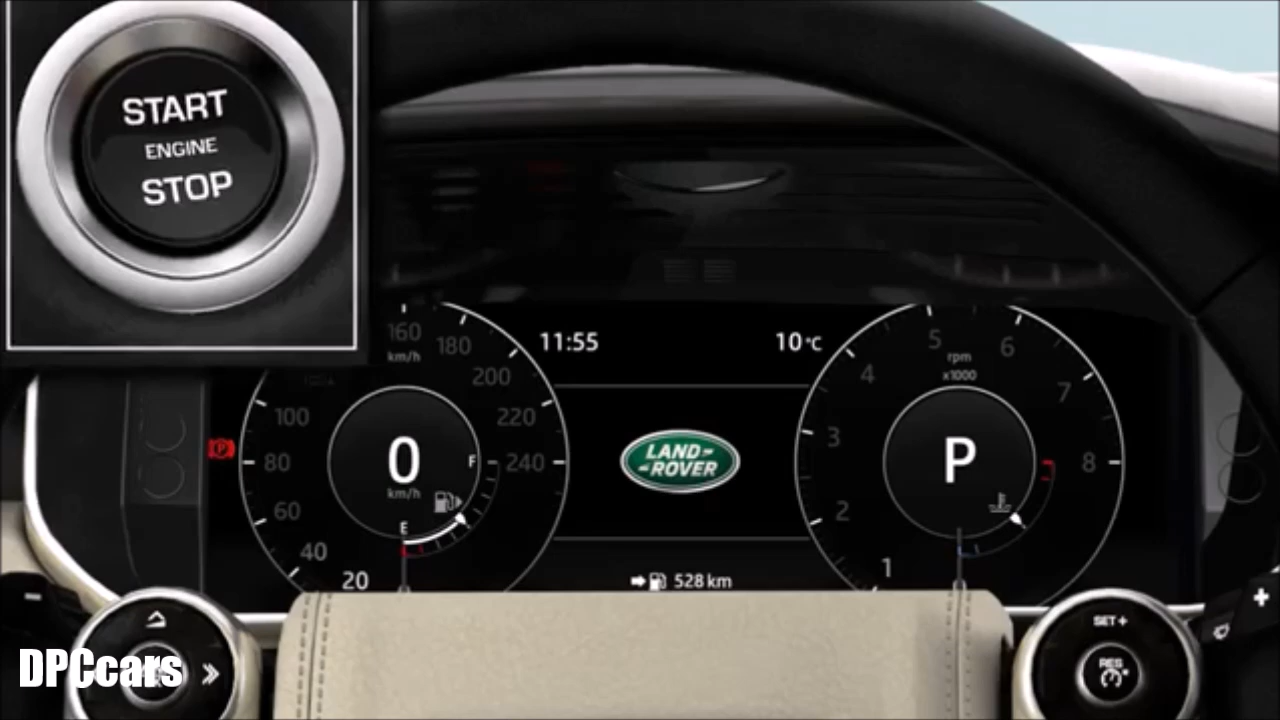 START
ENGINE
STOP
160
km/h
180
200
220
240
100
80
60
40
20
0
km/h
F
E
11:55
10°C
LAND-
-ROVER
528 km
5
rpm
x1000
6
4
7
3
8
2
1
P
P
SET+
RES
DPCcars